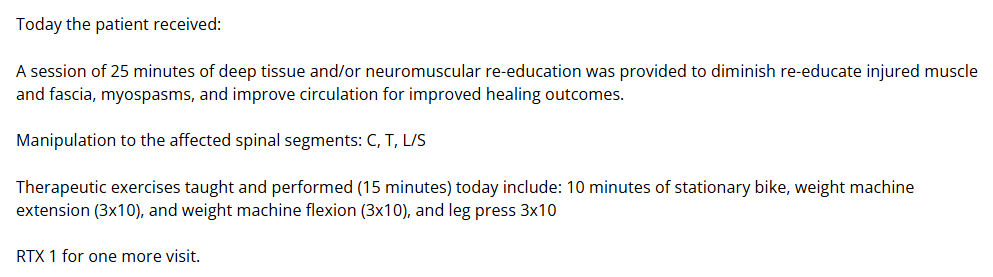 Today the patient received:
A session of 25 minutes of deep tissue and/or neuromuscular re-education was provided to diminish re-educate injured muscle
and fascia, myospasms, and improve circulation for improved healing outcomes.
Manipulation to the affected spinal segments: C, T, L/S
Therapeutic exercises taught and performed (15 minutes) today include: 10 minutes of stationary bike, weight machine
extension (3x10), and weight machine flexion (3x10), and leg press 3x10
RTX 1 for one more visit.